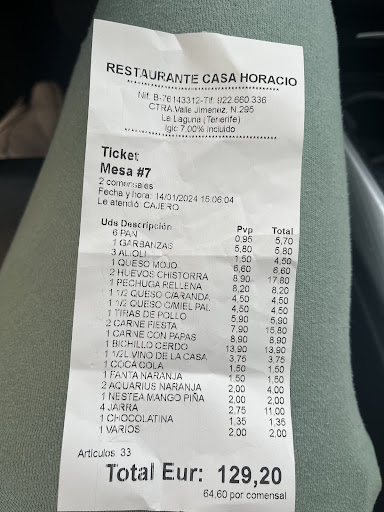 RESTAURANTE CASA HORACIO
Nif: B-76143312-Tlf: 922 660 336
CTRA.Valle Jimenez, N.295
La Laguna (Tenerife)
Igic 7,00% Incluido
Ticket
Mesa #7
2 comensales
Fecha y hora: 14/01/2024 15:06:04
Le atendió: CAJERO
Uds Descripción Pvp Total
6 PAN 0,95 5,70
1 GARBANZAS 5,80 5,80
3 ALIOLI 1,50 4,50
1 QUESO MOJO 6,60 6,60
2 HUEVOS CHISTORRA 8,90 17,80
1 PECHUGA RELLENA 8,20 8,20
1 1/2 QUESO C/ARANDA 4,50 4,50
1 1/2 QUESO C/MIEL PAL 4,50 4,50
1 TIRAS DE POLLO 5,90 5,90
2 CARNE FIESTA 7,90 15,80
1 CARNE CON PAPAS 8,90 8,90
1 BICHILLO CERDO 13,90 13,90
1 1/2L VINO DE LA CASA 3,75 3,75
1 COCA COLA 1,50 1,50
1 FANTA NARANJA 1,50 1,50
2 AQUARIUS NARANJA 2,00 4,00
1 NESTEA MANGO PIÑA 2,00 2,00
4 JARRA 2,75 11,00
1 CHOCOLATINA 1,35 1,35
1 VARIOS 2,00 2,00
Articulos 33
Total Eur: 129,20
64,60 por comensal